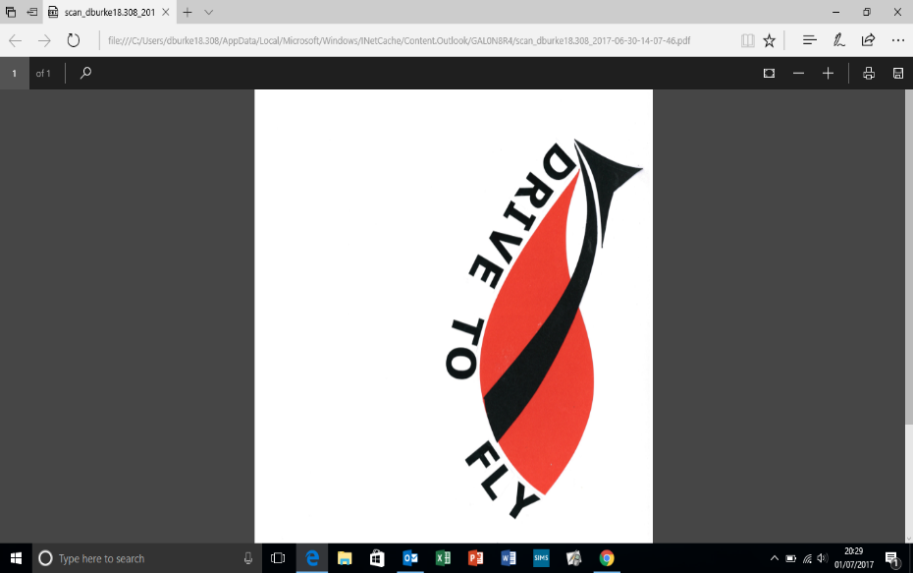 scan_dburke18.308_201
file:///C:/Users/dburke18.308/AppData/Local/Microsoft/Windows/INetCache/Content.Outlook/GAL0N8R4/scan_dburke18.308_2017-06-30-14-07-46.pdf
1 of 1
DRIVE TO FLY
Type here to search
SIMS
20:29
01/07/2017
1